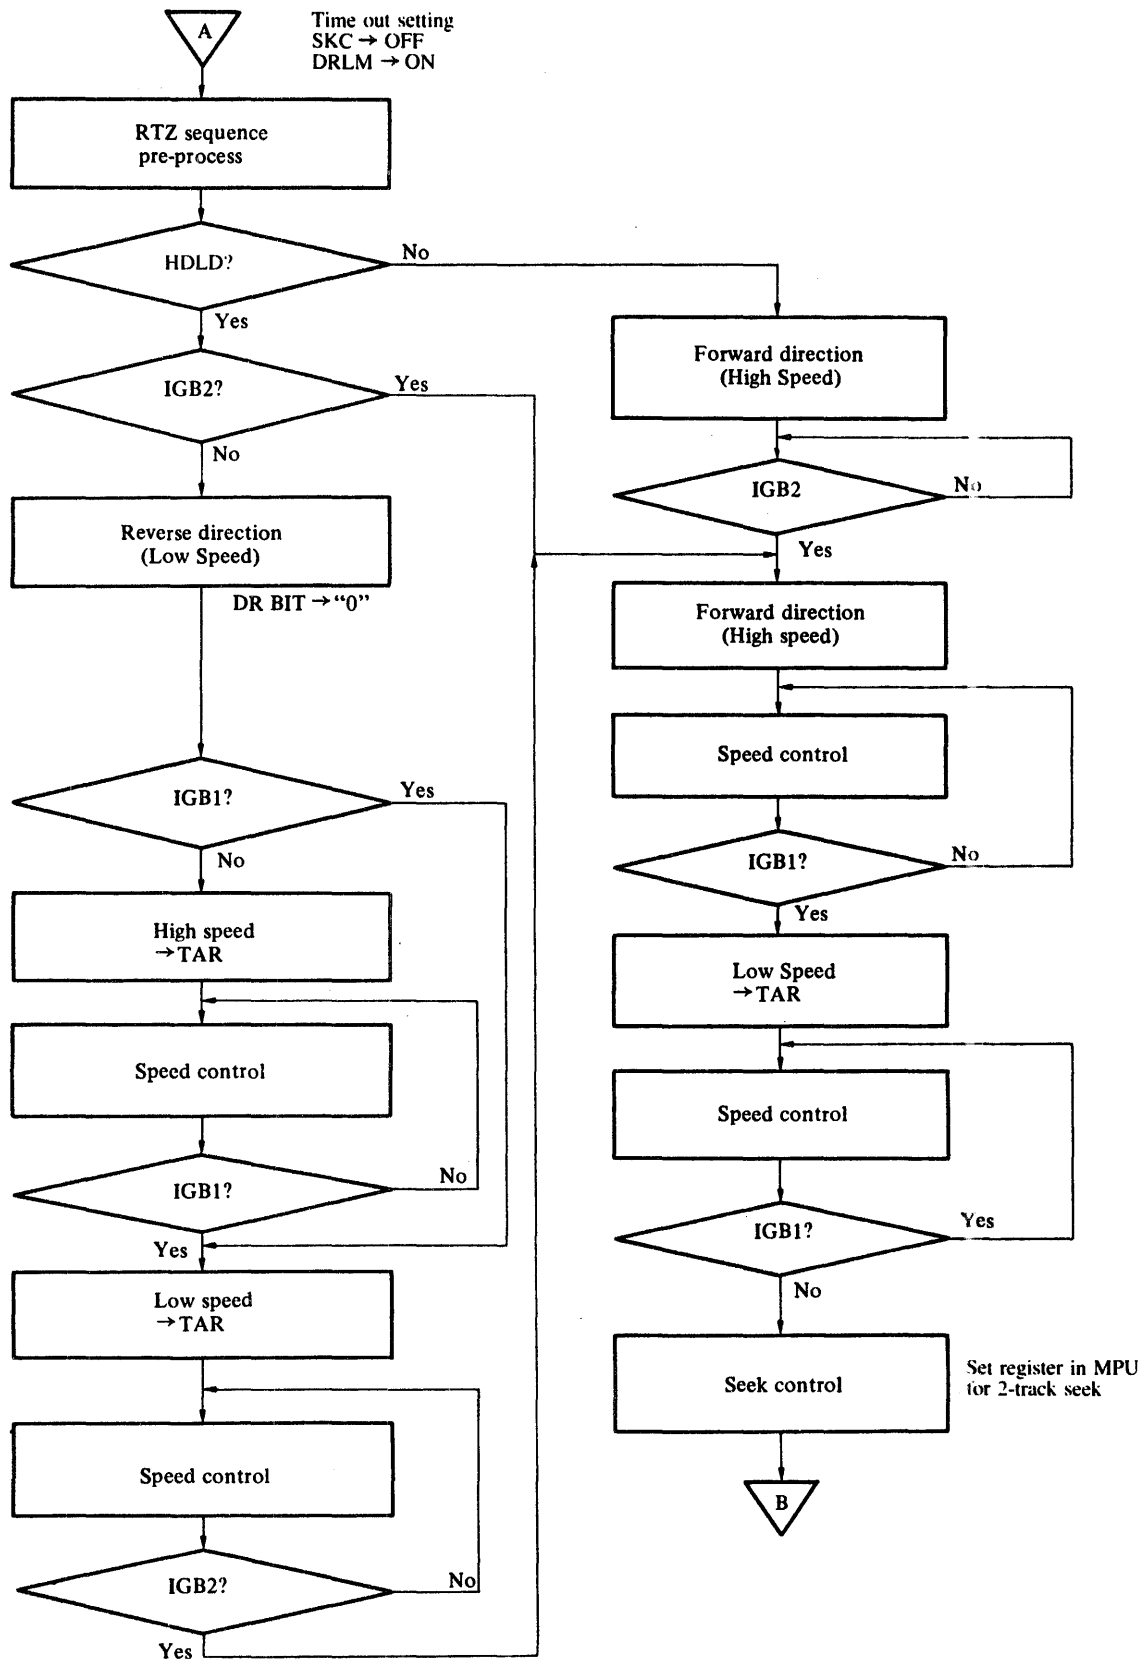 A
Time out setting
SKC → OFF
DRLM → ON
RTZ sequence
pre-process
HDLD?
No
Yes
IGB2?
Yes
No
Reverse direction
(Low Speed)
DR BIT → “0”
IGB1?
Yes
No
High speed
→TAR
Speed control
IGB1?
No
Yes
Low speed
→TAR
Speed control
IGB2?
No
Yes
Forward direction
(High Speed)
IGB2
No
Yes
Forward direction
(High speed)
Speed control
IGB1?
No
Yes
Low Speed
→TAR
Speed control
IGB1?
Yes
No
Seek control
Set register in MPU
for 2-track seek
B